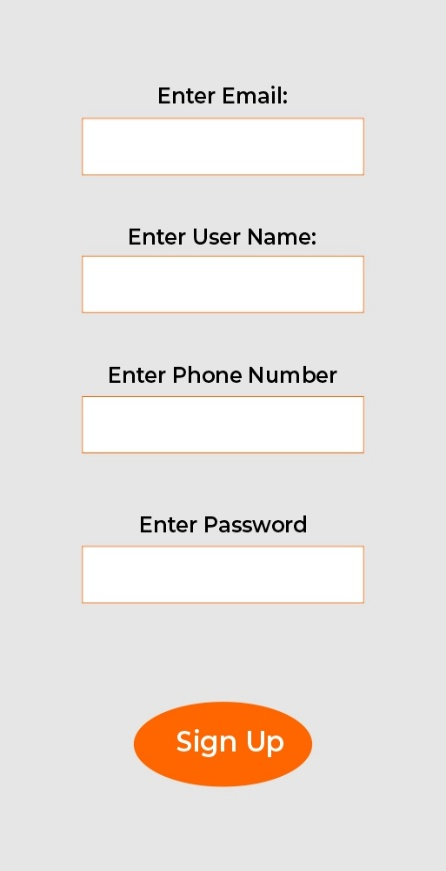 Enter Email:
Enter User Name:
Enter Phone Number
Enter Password
Sign Up